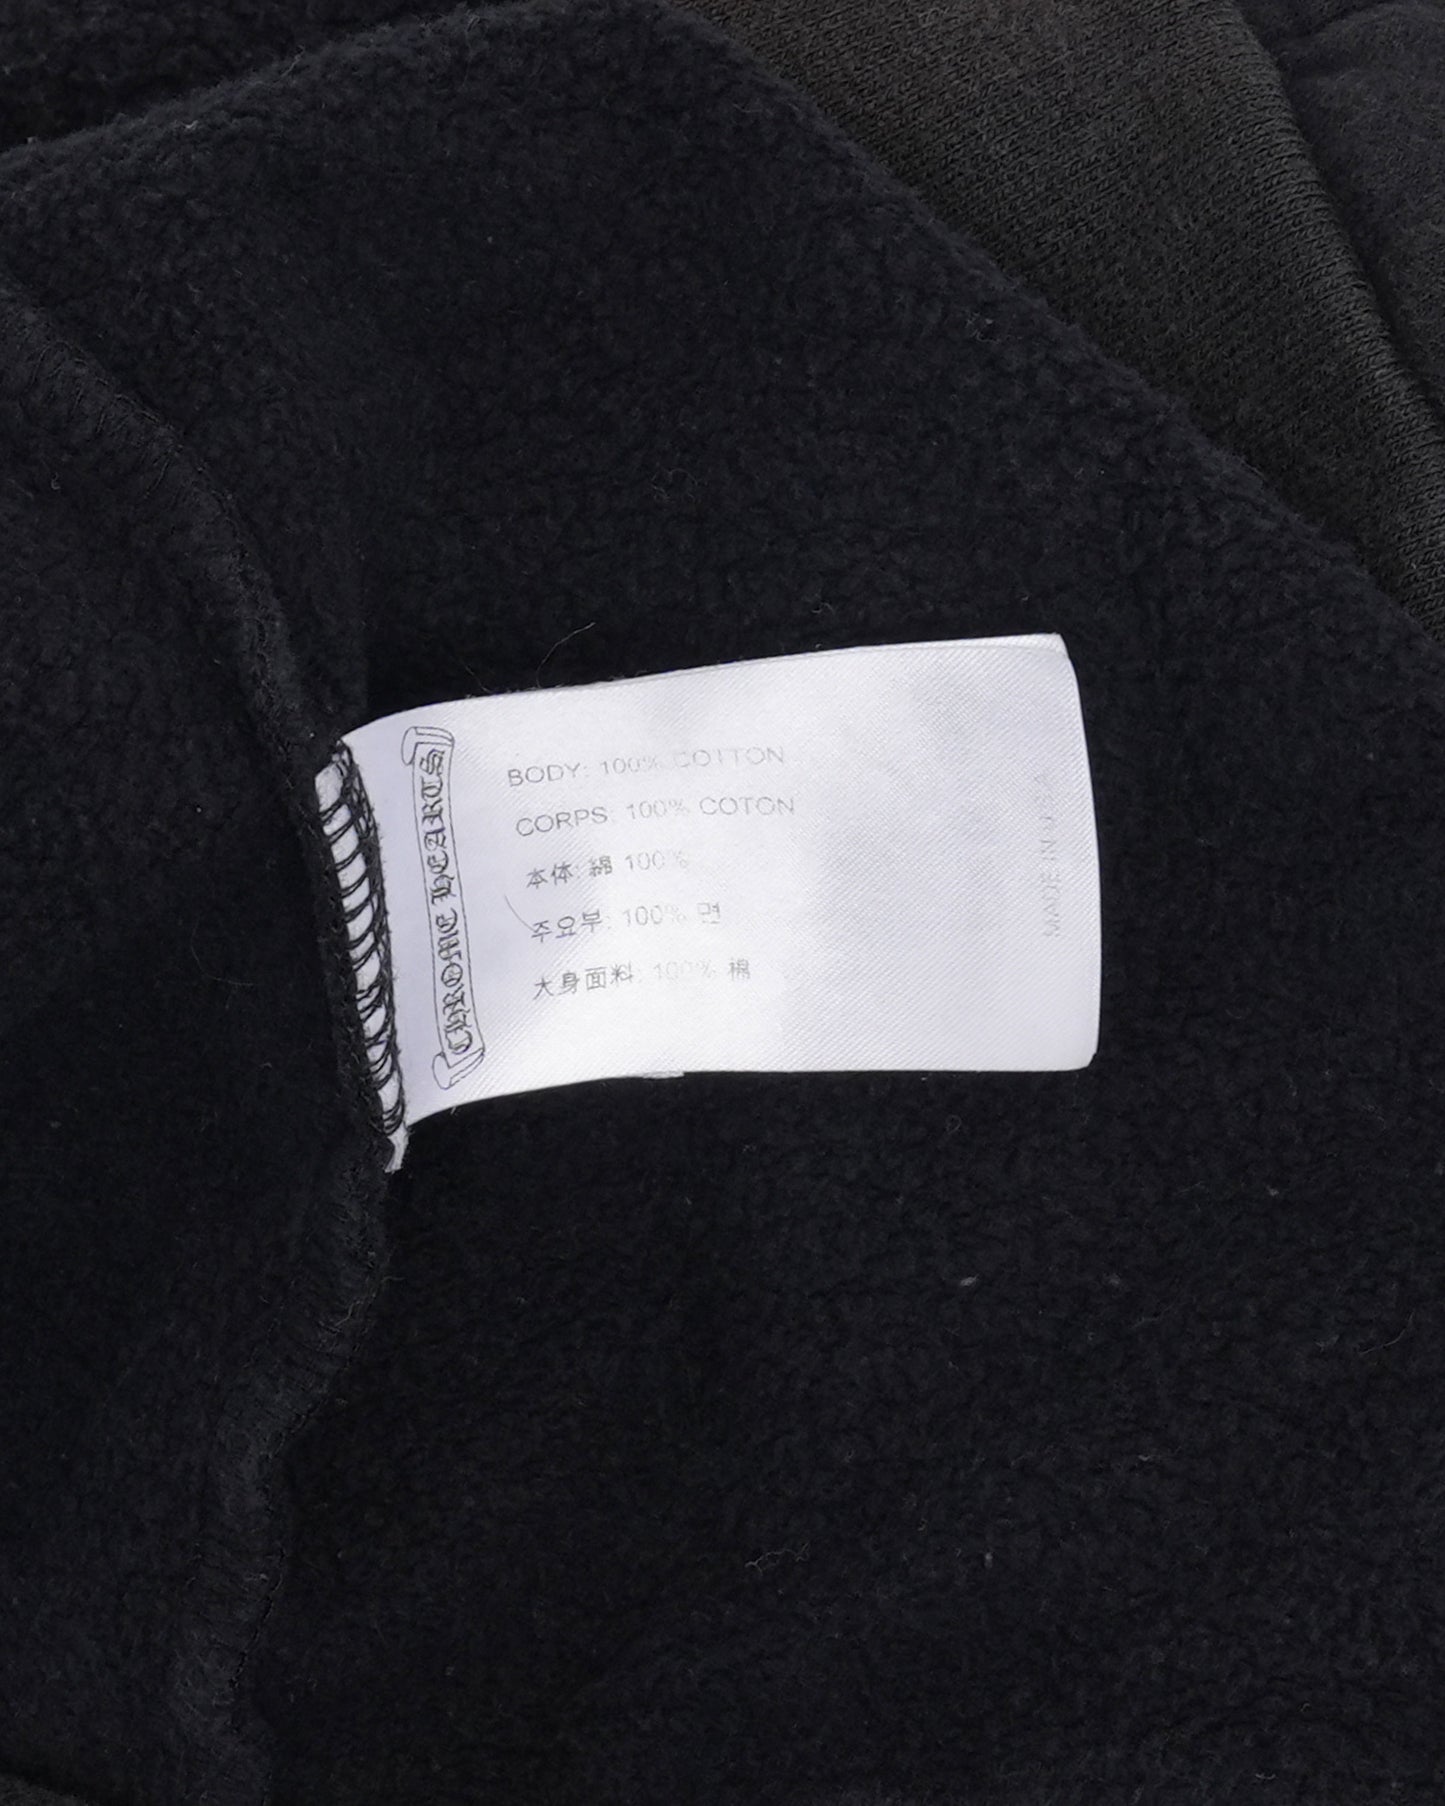 CHROME HEARTS
BODY: 100% COTTON
CORPS: 100% COTON
本体: 綿 100%
주요부: 100% 면
大身面料: 100% 棉
MADE IN U.S.A